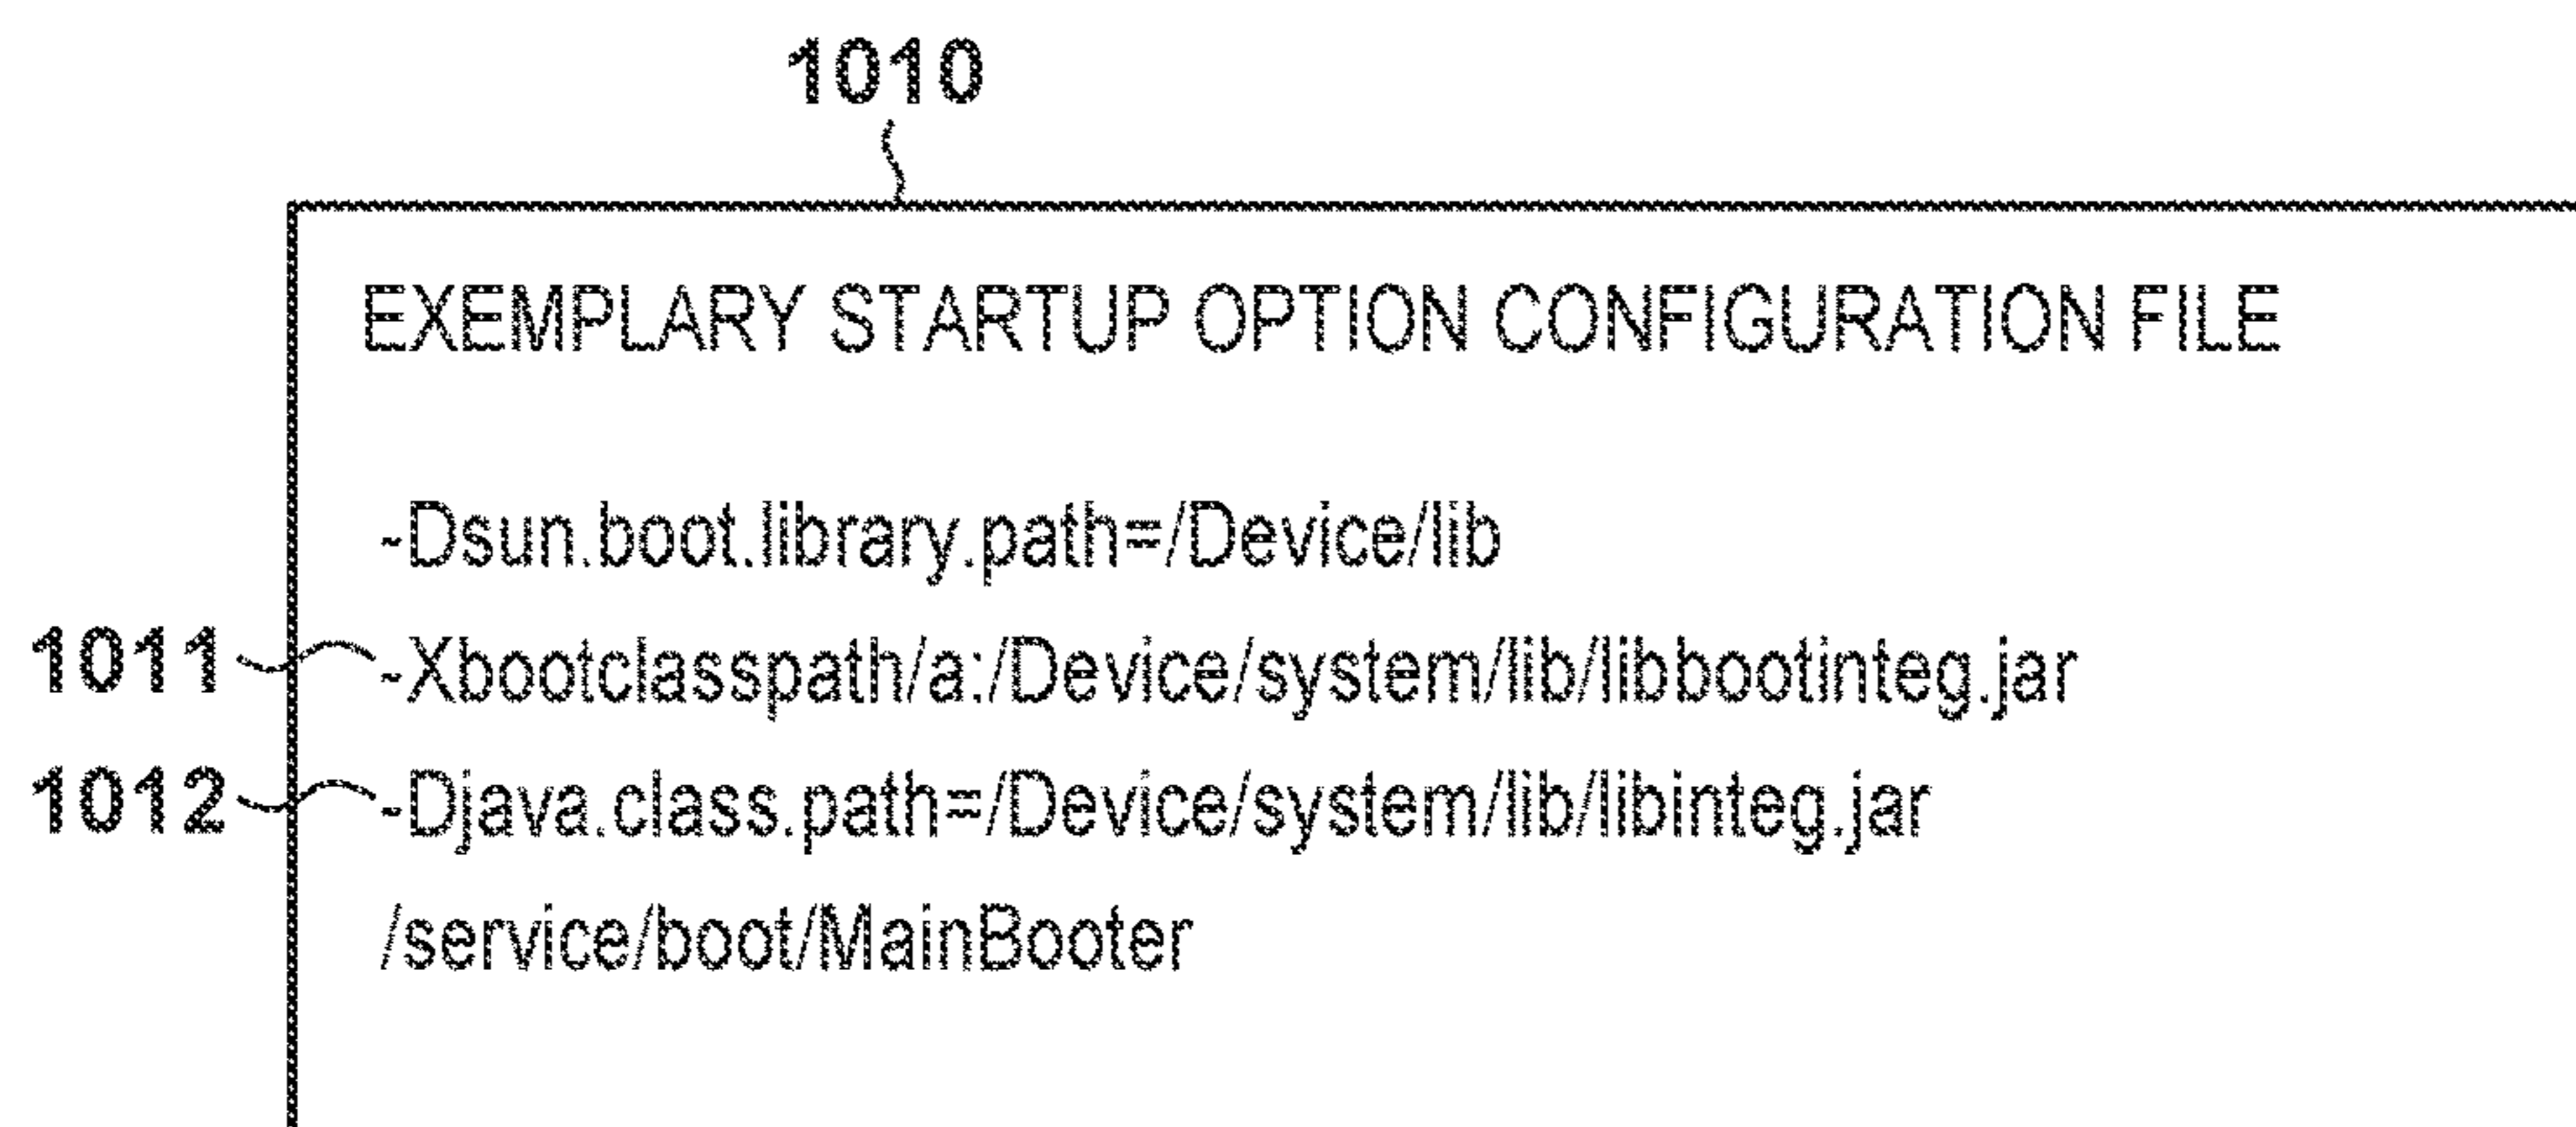 1010
EXEMPLARY STARTUP OPTION CONFIGURATION FILE
-Dsun.boot.library.path=/Device/lib
1011 -Xbootclasspath/a:/Device/system/lib/libbootinteg.jar
1012 -Djava.class.path=/Device/system/lib/libinteg.jar
/service/boot/MainBooter